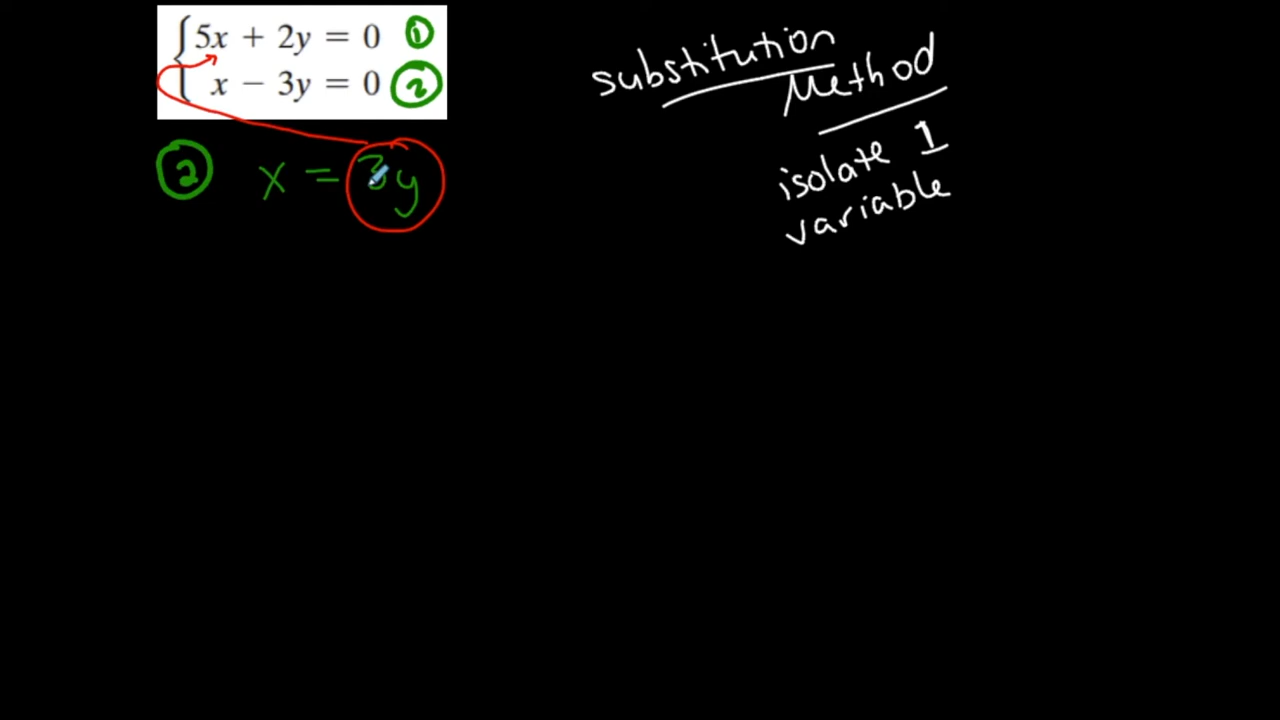 5x + 2y = 0 ①
x − 3y = 0 ②
② x = 3y
substitution
Method
isolate 1
variable